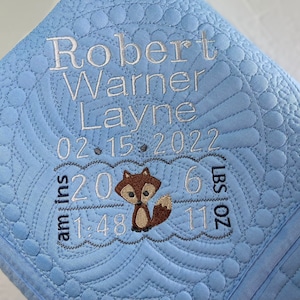 Robert
Warner
Layne
02.15.2022
ins 20 6 LBS
am 1:48 11 OZ